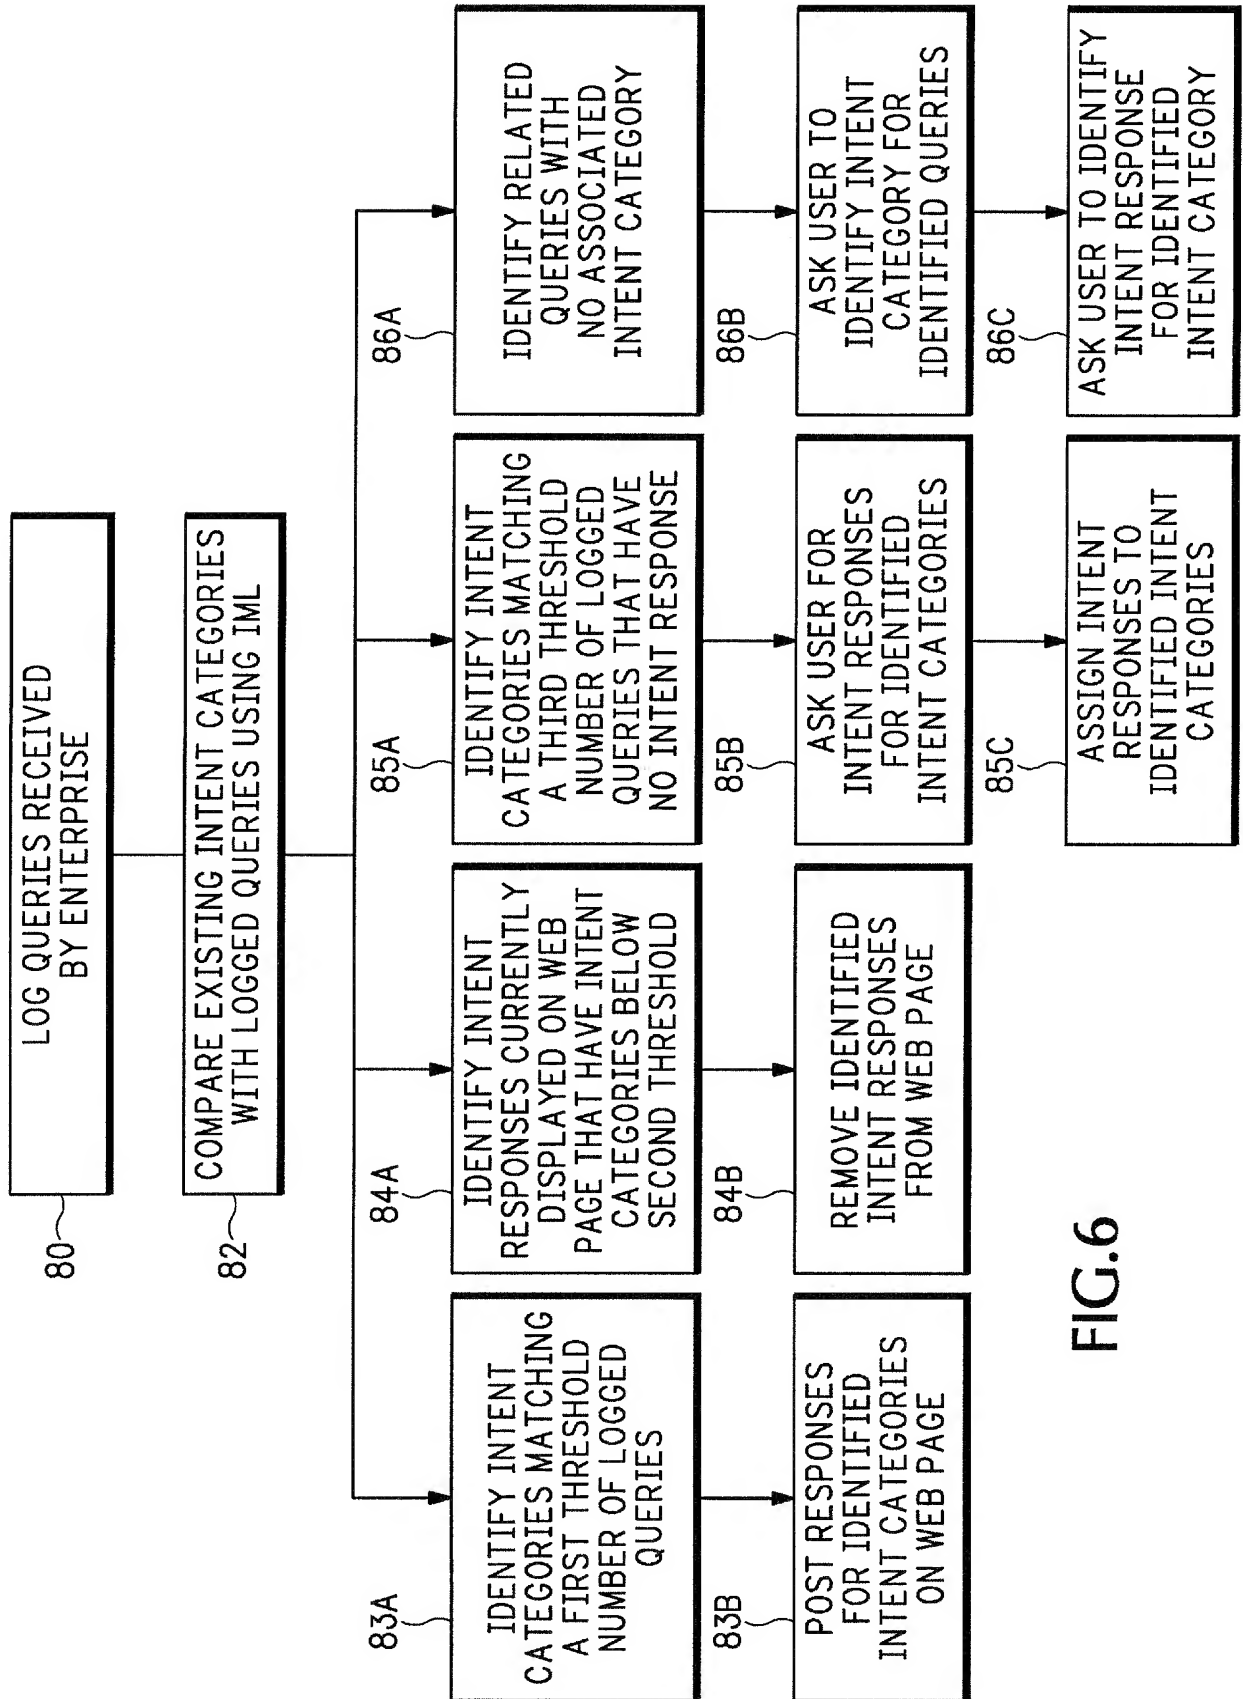 80
LOG QUERIES RECEIVED
BY ENTERPRISE
82
COMPARE EXISTING INTENT CATEGORIES
WITH LOGGED QUERIES USING IML
83A
IDENTIFY INTENT
CATEGORIES MATCHING
A FIRST THRESHOLD
NUMBER OF LOGGED
QUERIES
83B
POST RESPONSES
FOR IDENTIFIED
INTENT CATEGORIES
ON WEB PAGE
84A
IDENTIFY INTENT
RESPONSES CURRENTLY
DISPLAYED ON WEB
PAGE THAT HAVE INTENT
CATEGORIES BELOW
SECOND THRESHOLD
84B
REMOVE IDENTIFIED
INTENT RESPONSES
FROM WEB PAGE
85A
IDENTIFY INTENT
CATEGORIES MATCHING
A THIRD THRESHOLD
NUMBER OF LOGGED
QUERIES THAT HAVE
NO INTENT RESPONSE
85B
ASK USER FOR
INTENT RESPONSES
FOR IDENTIFIED
INTENT CATEGORIES
85C
ASSIGN INTENT
RESPONSES TO
IDENTIFIED INTENT
CATEGORIES
86A
IDENTIFY RELATED
QUERIES WITH
NO ASSOCIATED
INTENT CATEGORY
86B
ASK USER TO
IDENTIFY INTENT
CATEGORY FOR
IDENTIFIED QUERIES
86C
ASK USER TO IDENTIFY
INTENT RESPONSE
FOR IDENTIFIED
INTENT CATEGORY
FIG.6